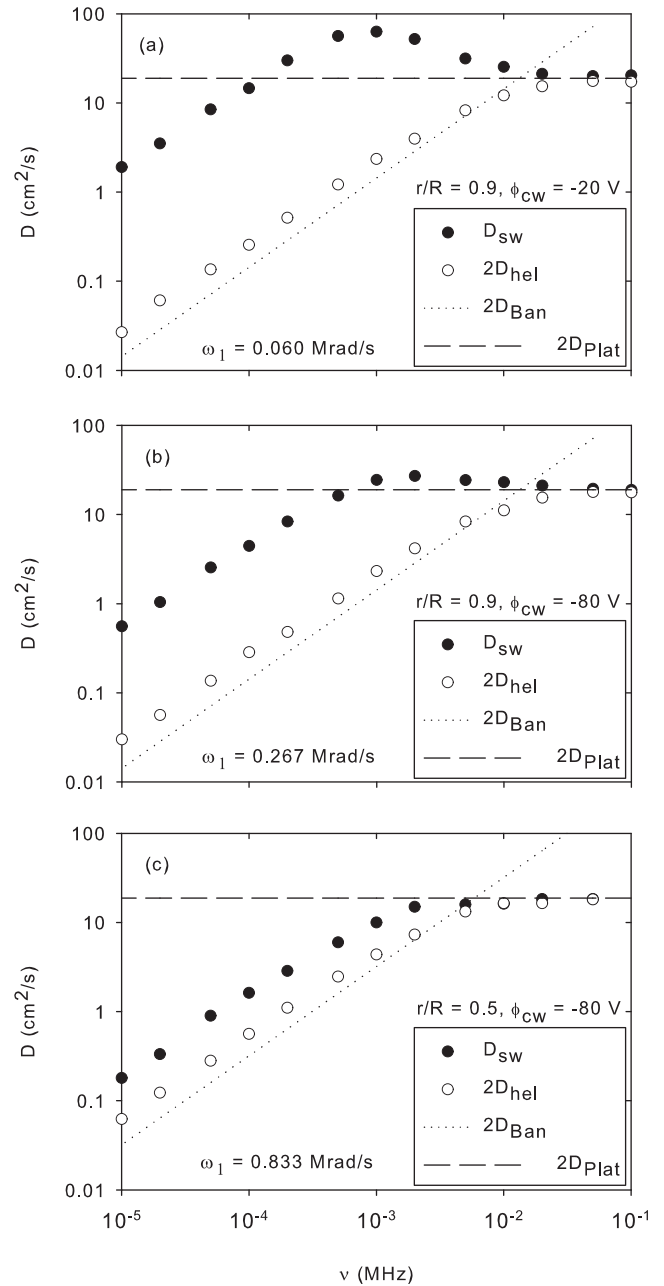 (a)
100
10
1
0.1
0.01
D (cm²/s)
r/R = 0.9, ϕcw = -20 V
Dsw
2Dhel
2DBan
2DPlat
ω1 = 0.060 Mrad/s
(b)
100
10
1
0.1
0.01
D (cm²/s)
r/R = 0.9, ϕcw = -80 V
Dsw
2Dhel
2DBan
2DPlat
ω1 = 0.267 Mrad/s
(c)
100
10
1
0.1
0.01
D (cm²/s)
r/R = 0.5, ϕcw = -80 V
Dsw
2Dhel
2DBan
2DPlat
ω1 = 0.833 Mrad/s
10⁻⁵ 10⁻⁴ 10⁻³ 10⁻² 10⁻¹
ν (MHz)